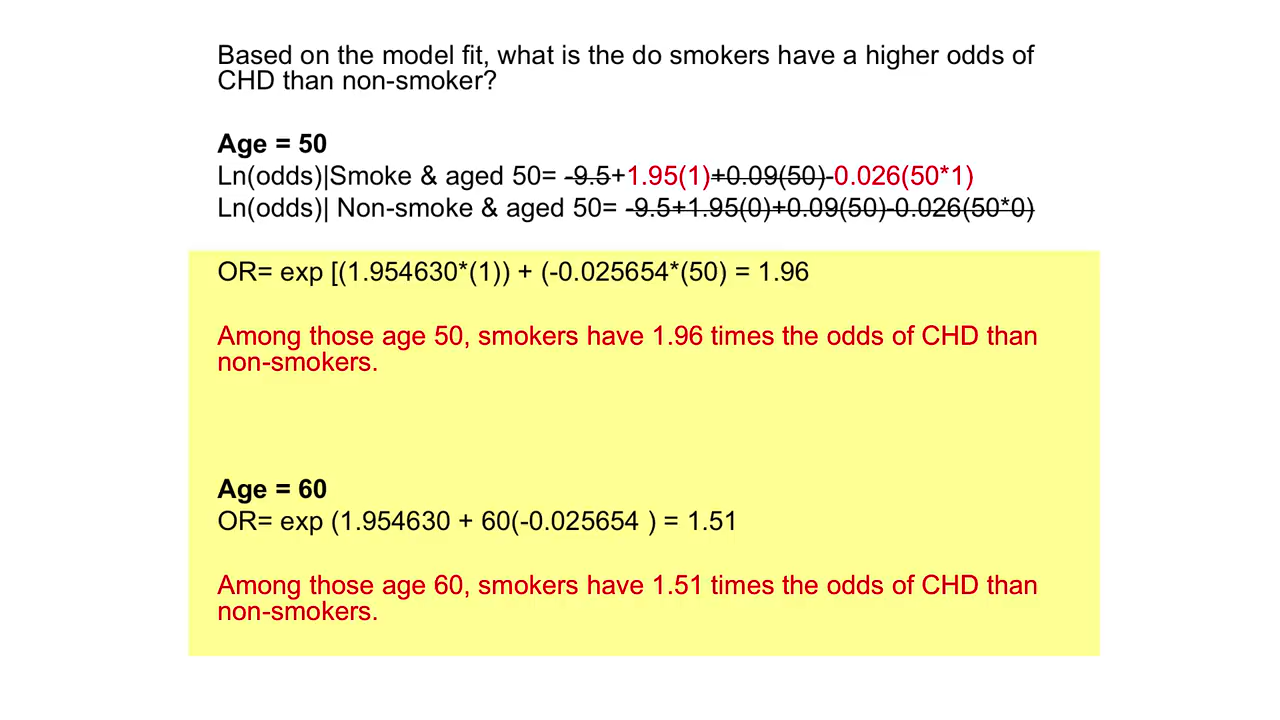 Based on the model fit, what is the do smokers have a higher odds of
CHD than non-smoker?
Age = 50
Ln(odds)|Smoke & aged 50= -9.5+1.95(1)+0.09(50)-0.026(50*1)
Ln(odds)| Non-smoke & aged 50= -9.5+1.95(0)+0.09(50)-0.026(50*0)
OR= exp [(1.954630*(1)) + (-0.025654*(50) = 1.96
Among those age 50, smokers have 1.96 times the odds of CHD than
non-smokers.
Age = 60
OR= exp (1.954630 + 60(-0.025654 ) = 1.51
Among those age 60, smokers have 1.51 times the odds of CHD than
non-smokers.